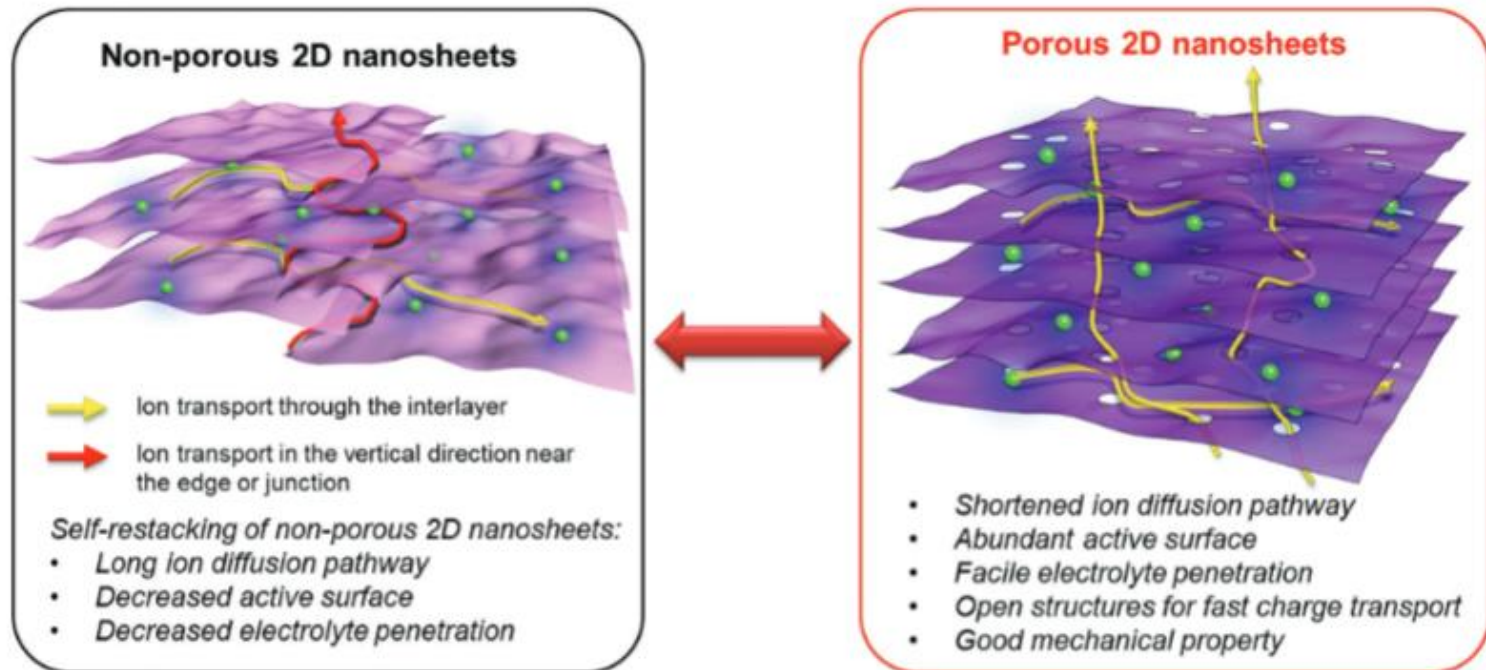 Non-porous 2D nanosheets
Ion transport through the interlayer
Ion transport in the vertical direction near
the edge or junction
Self-restacking of non-porous 2D nanosheets:
• Long ion diffusion pathway
• Decreased active surface
• Decreased electrolyte penetration
Porous 2D nanosheets
• Shortened ion diffusion pathway
• Abundant active surface
• Facile electrolyte penetration
• Open structures for fast charge transport
• Good mechanical property